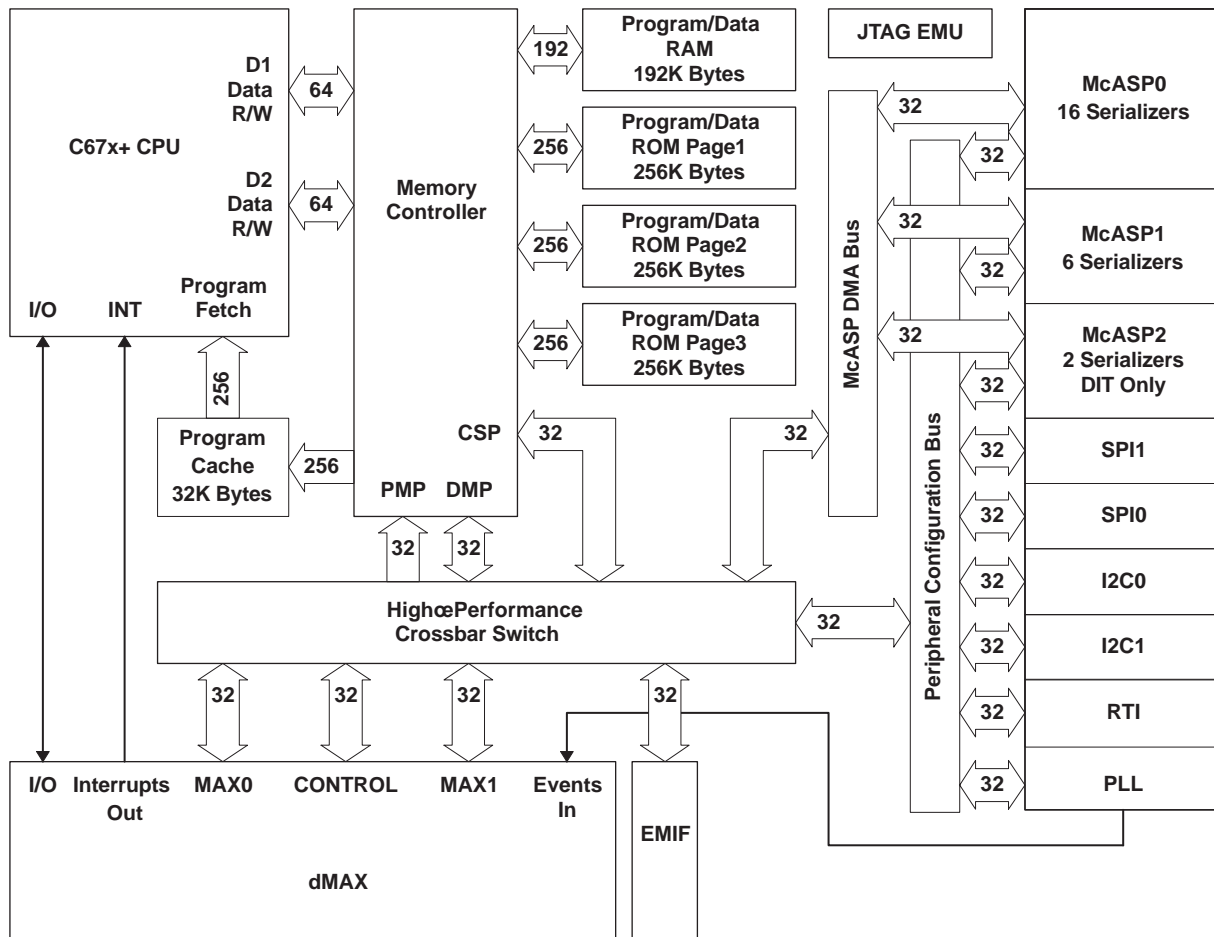 C67x+ CPU
D1
Data
R/W
D2
Data
R/W
I/O
INT
Program
Fetch
64
64
256
Program
Cache
32K Bytes
256
Memory
Controller
CSP
PMP
DMP
192
Program/Data
RAM
192K Bytes
256
Program/Data
ROM Page1
256K Bytes
256
Program/Data
ROM Page2
256K Bytes
256
Program/Data
ROM Page3
256K Bytes
JTAG EMU
32
32
32
32
HighœPerformance
Crossbar Switch
32
32
32
32
32
I/O
Interrupts
Out
MAX0
CONTROL
MAX1
Events
In
dMAX
EMIF
McASP DMA Bus
Peripheral Configuration Bus
32
32
McASP0
16 Serializers
32
32
McASP1
6 Serializers
32
32
McASP2
2 Serializers
DIT Only
32
SPI1
32
SPI0
32
I2C0
32
I2C1
32
RTI
32
PLL